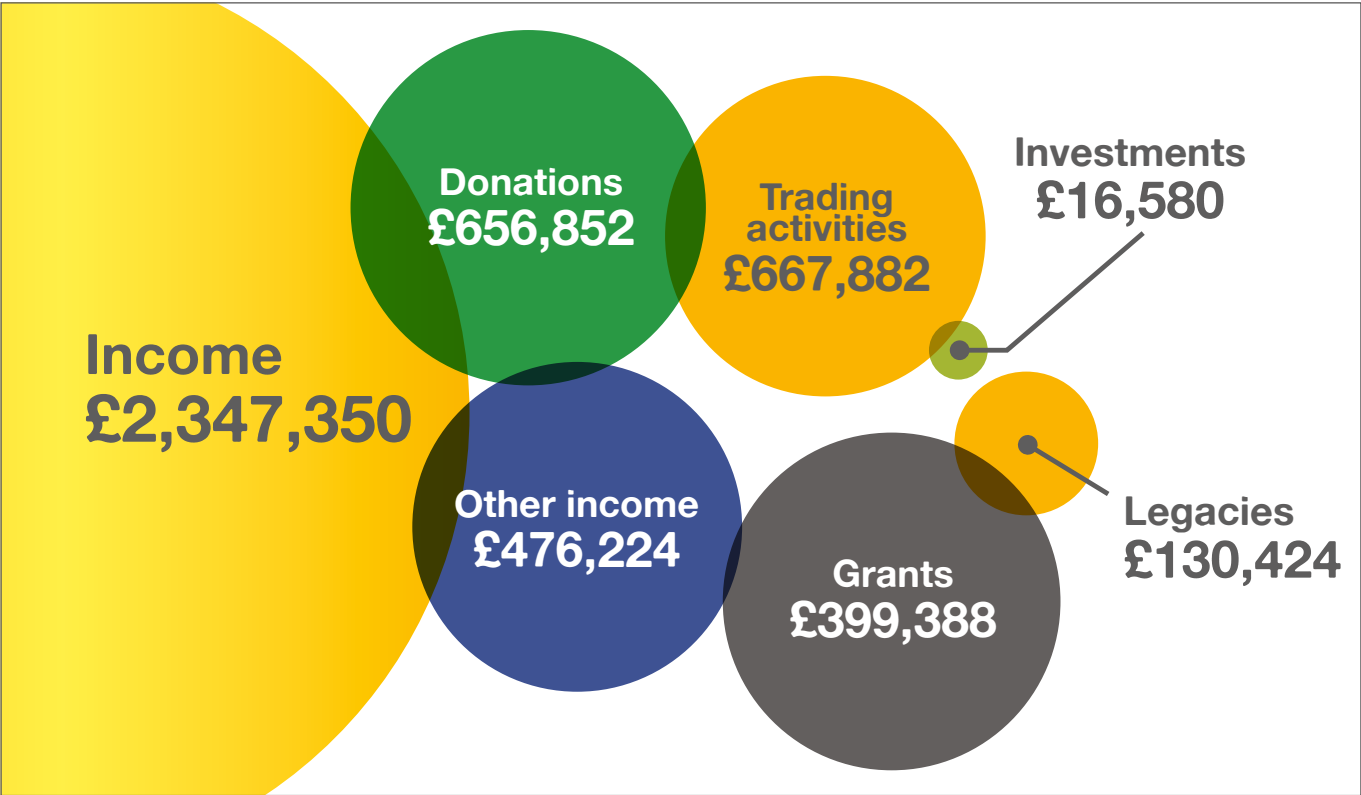 Income
£2,347,350
Donations
£656,852
Trading
activities
£667,882
Investments
£16,580
Other income
£476,224
Grants
£399,388
Legacies
£130,424